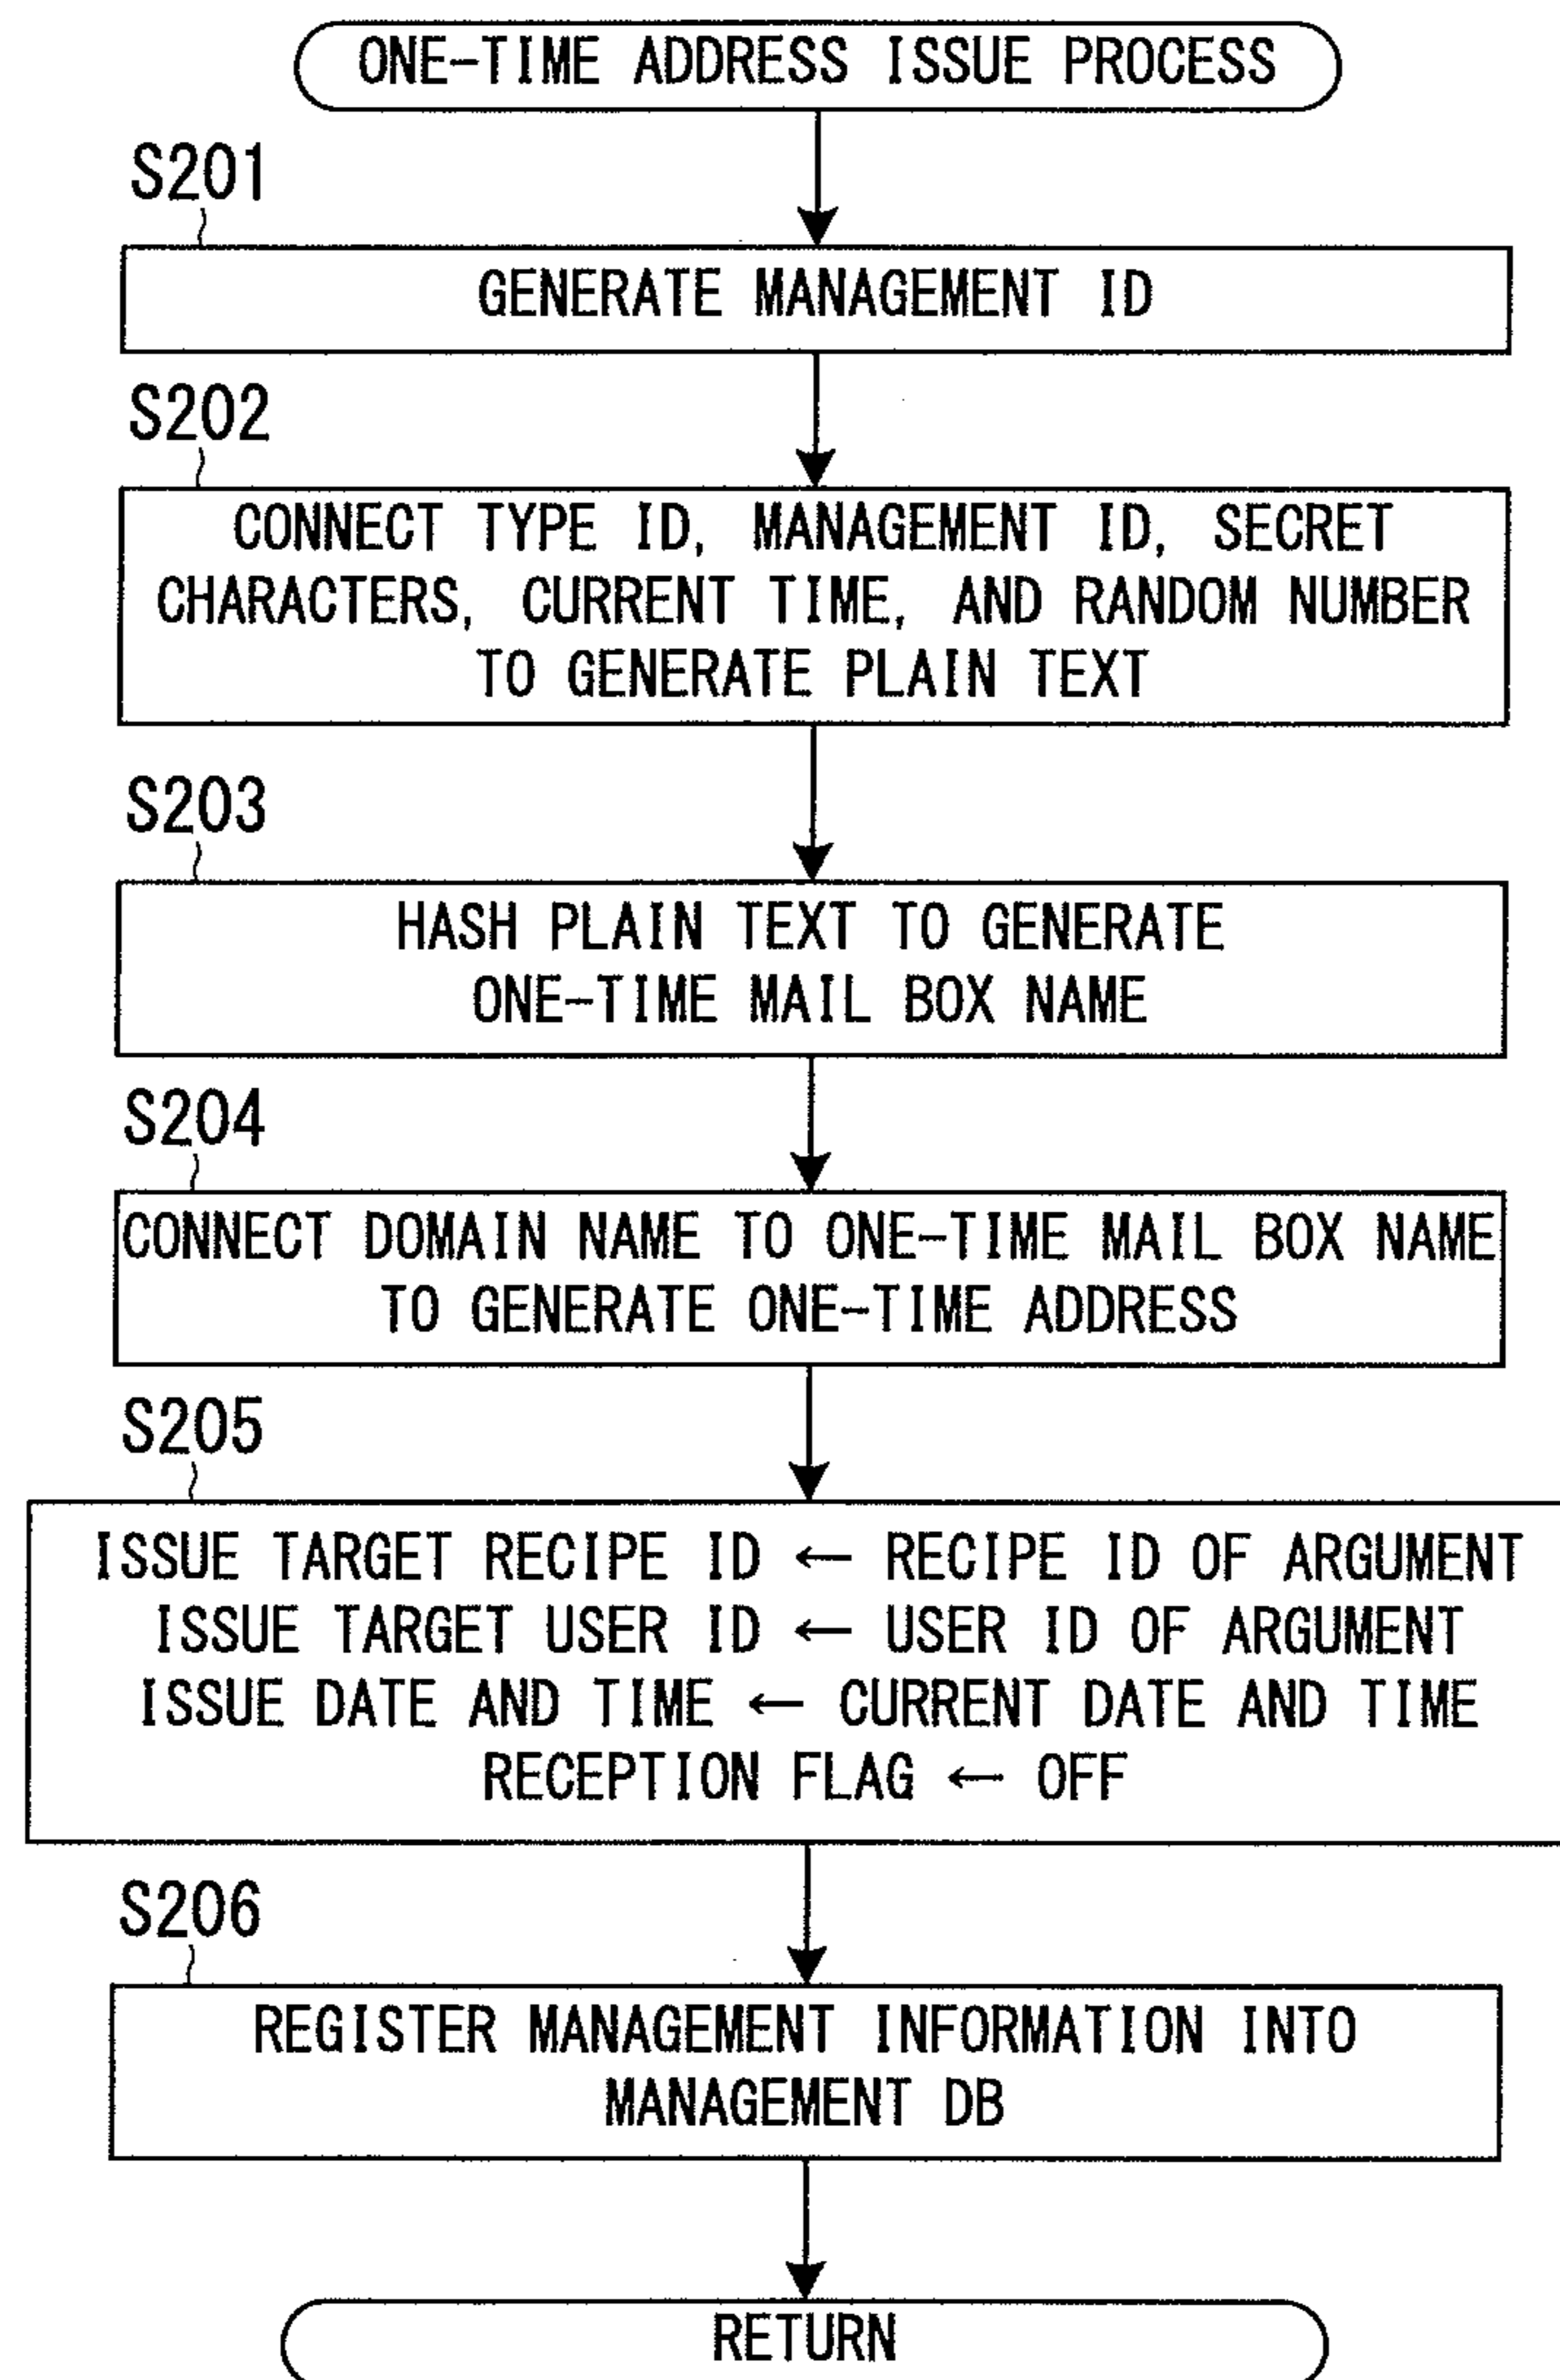 ONE-TIME ADDRESS ISSUE PROCESS
S201
GENERATE MANAGEMENT ID
S202
CONNECT TYPE ID, MANAGEMENT ID, SECRET
CHARACTERS, CURRENT TIME, AND RANDOM NUMBER
TO GENERATE PLAIN TEXT
S203
HASH PLAIN TEXT TO GENERATE
ONE-TIME MAIL BOX NAME
S204
CONNECT DOMAIN NAME TO ONE-TIME MAIL BOX NAME
TO GENERATE ONE-TIME ADDRESS
S205
ISSUE TARGET RECIPE ID ← RECIPE ID OF ARGUMENT
ISSUE TARGET USER ID ← USER ID OF ARGUMENT
ISSUE DATE AND TIME ← CURRENT DATE AND TIME
RECEPTION FLAG ← OFF
S206
REGISTER MANAGEMENT INFORMATION INTO
MANAGEMENT DB
RETURN